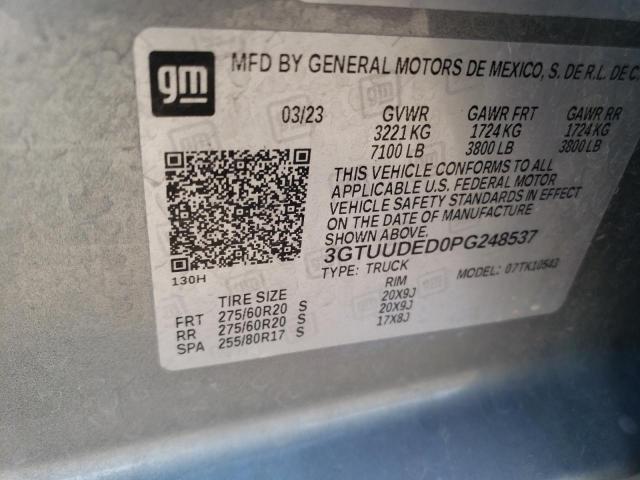 gm
MFD BY GENERAL MOTORS DE MEXICO, S. DE R.L. DE C.
03/23 GVWR GAWR FRT GAWR RR
3221 KG 1724 KG 1724 KG
7100 LB 3800 LB 3800 LB
THIS VEHICLE CONFORMS TO ALL
APPLICABLE U.S. FEDERAL MOTOR
VEHICLE SAFETY STANDARDS IN EFFECT
ON THE DATE OF MANUFACTURE
SHOWN ABOVE.
3GTUUDED0PG248537
130H TYPE: TRUCK MODEL: 07TK10543
TIRE SIZE RIM
FRT 275/60R20 S 20X9J
RR 275/60R20 S 20X9J
SPA 255/80R17 S 17X8J